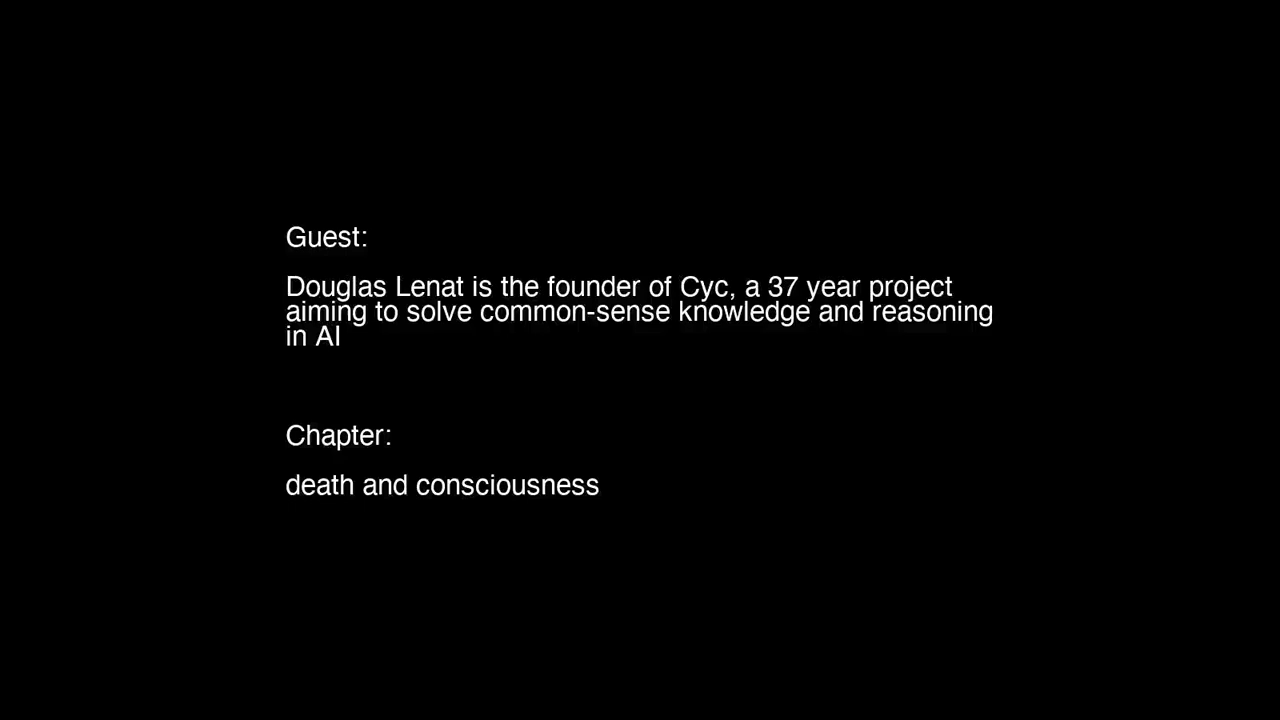 Guest:
Douglas Lenat is the founder of Cyc, a 37 year project
aiming to solve common-sense knowledge and reasoning
in AI
Chapter:
death and consciousness